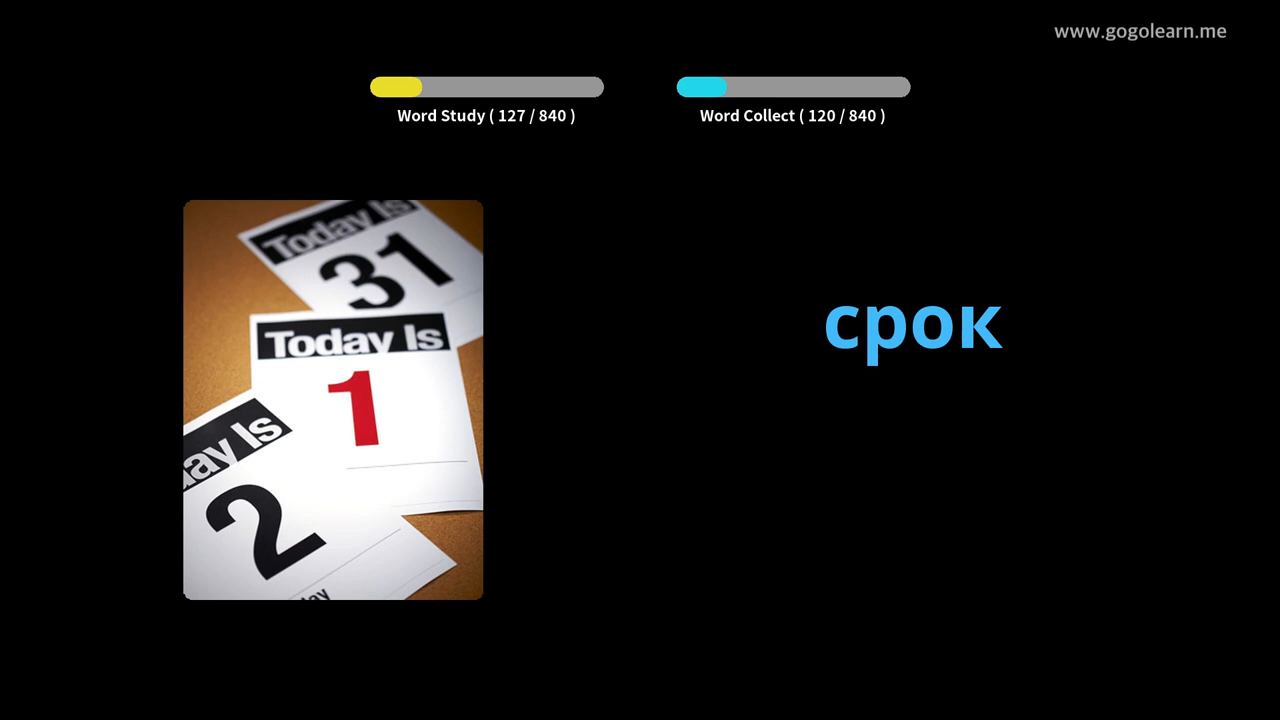 www.gogolearn.me
Word Study ( 127 / 840 )
Word Collect ( 120 / 840 )
Today Is
31
Today Is
1
ay Is
2
срок